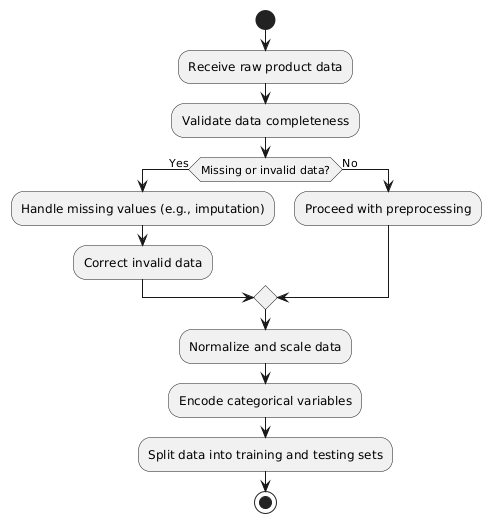 Receive raw product data
Validate data completeness
Missing or invalid data?
Yes
No
Handle missing values (e.g., imputation)
Proceed with preprocessing
Correct invalid data
Normalize and scale data
Encode categorical variables
Split data into training and testing sets